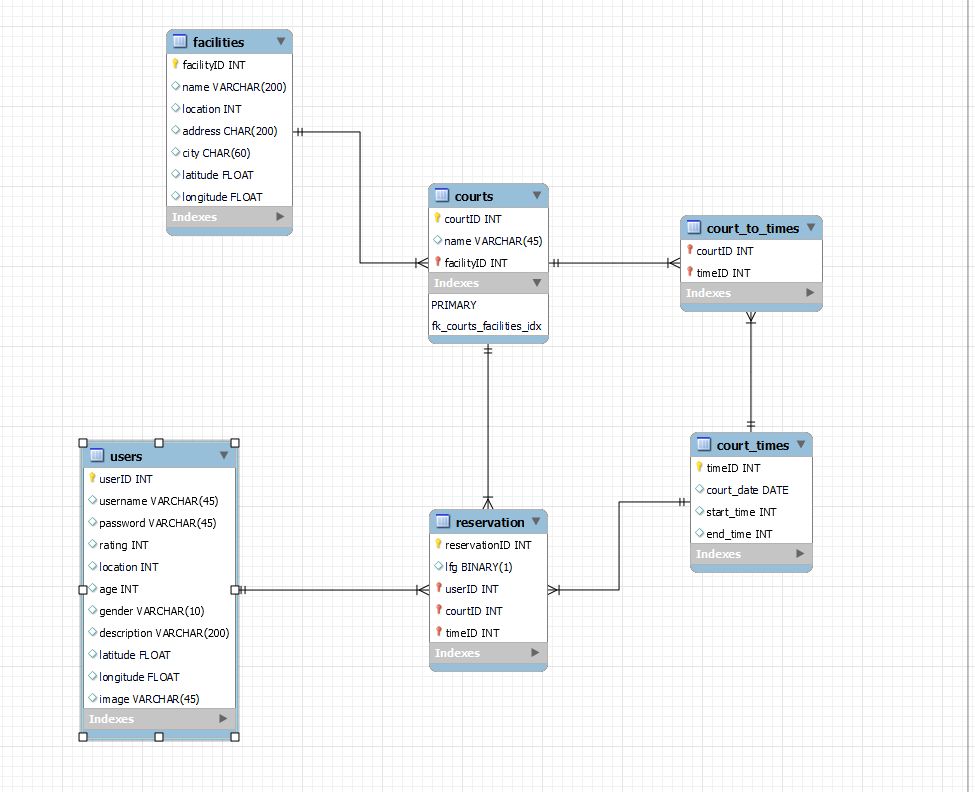 facilities
facilityID INT
name VARCHAR(200)
location INT
address CHAR(200)
city CHAR(60)
latitude FLOAT
longitude FLOAT
Indexes
courts
courtID INT
name VARCHAR(45)
facilityID INT
Indexes
PRIMARY
fk_courts_facilities_idx
court_to_times
courtID INT
timeID INT
Indexes
users
userID INT
username VARCHAR(45)
password VARCHAR(45)
rating INT
location INT
age INT
gender VARCHAR(10)
description VARCHAR(200)
latitude FLOAT
longitude FLOAT
image VARCHAR(45)
Indexes
reservation
reservationID INT
lfg BINARY(1)
userID INT
courtID INT
timeID INT
Indexes
court_times
timeID INT
court_date DATE
start_time INT
end_time INT
Indexes